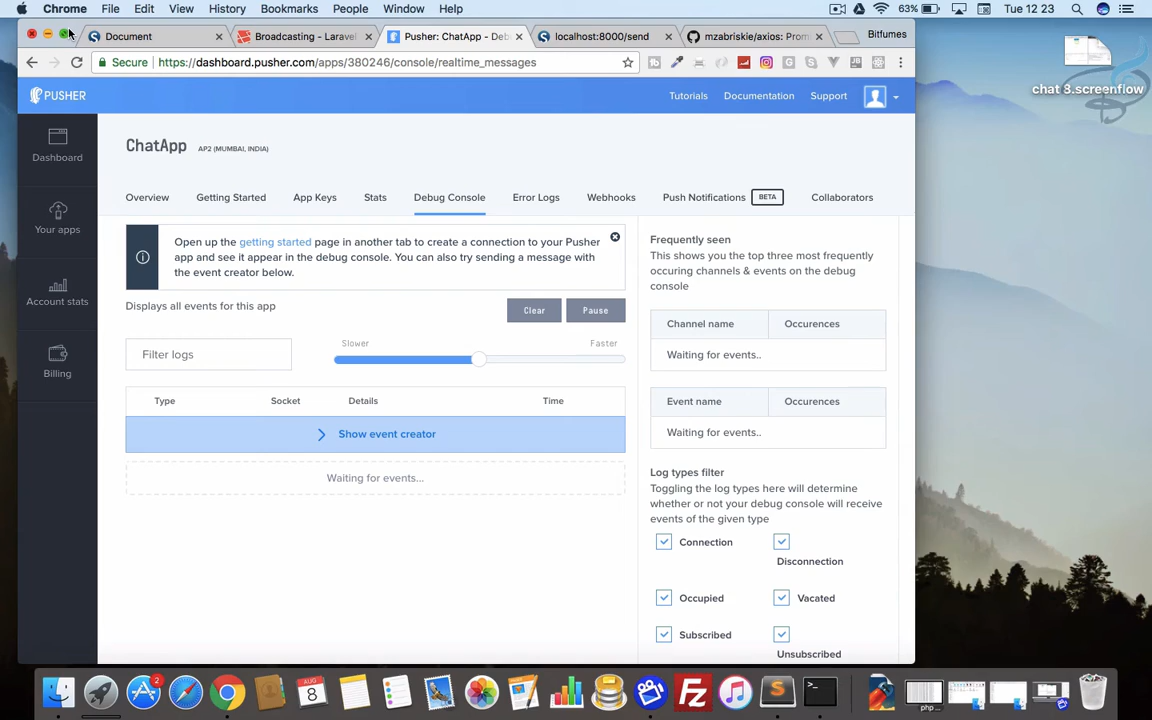 Chrome File Edit View History Bookmarks People Window Help 63% Tue 12 23
Document Broadcasting - Laravel Pusher: ChatApp - Deb localhost:8000/send mzabriskie/axios: Prom Bitfumes
Secure https://dashboard.pusher.com/apps/380246/console/realtime_messages
chat 3.screenflow
PUSHER Tutorials Documentation Support
Dashboard
Your apps
Account stats
Billing
ChatApp AP2 (MUMBAI, INDIA)
Overview Getting Started App Keys Stats Debug Console Error Logs Webhooks Push Notifications BETA Collaborators
Open up the getting started page in another tab to create a connection to your Pusher
app and see it appear in the debug console. You can also try sending a message with
the event creator below.
Displays all events for this app Clear Pause
Filter logs Slower Faster
Type Socket Details Time
Show event creator
Waiting for events...
Frequently seen
This shows you the top three most frequently
occuring channels & events on the debug
console
Channel name Occurences
Waiting for events..
Event name Occurences
Waiting for events..
Log types filter
Toggling the log types here will determine
whether or not your debug console will receive
events of the given type
Connection
Disconnection
Occupied Vacated
Subscribed
Unsubscribed
2
AUG
8
php